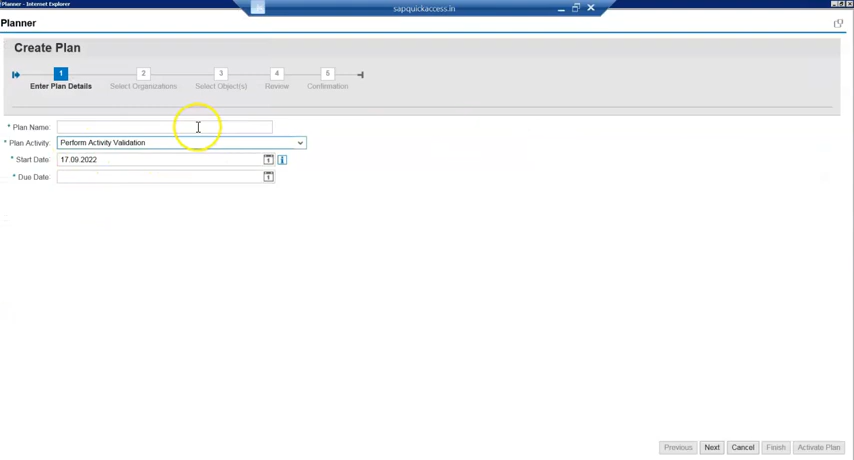 Planner - Internet Explorer
sapquickaccess.in
Planner
Create Plan
1 2 3 4 5
Enter Plan Details Select Organizations Select Object(s) Review Confirmation
* Plan Name:
* Plan Activity: Perform Activity Validation
* Start Date: 17.09.2022
* Due Date:
Previous Next Cancel Finish Activate Plan